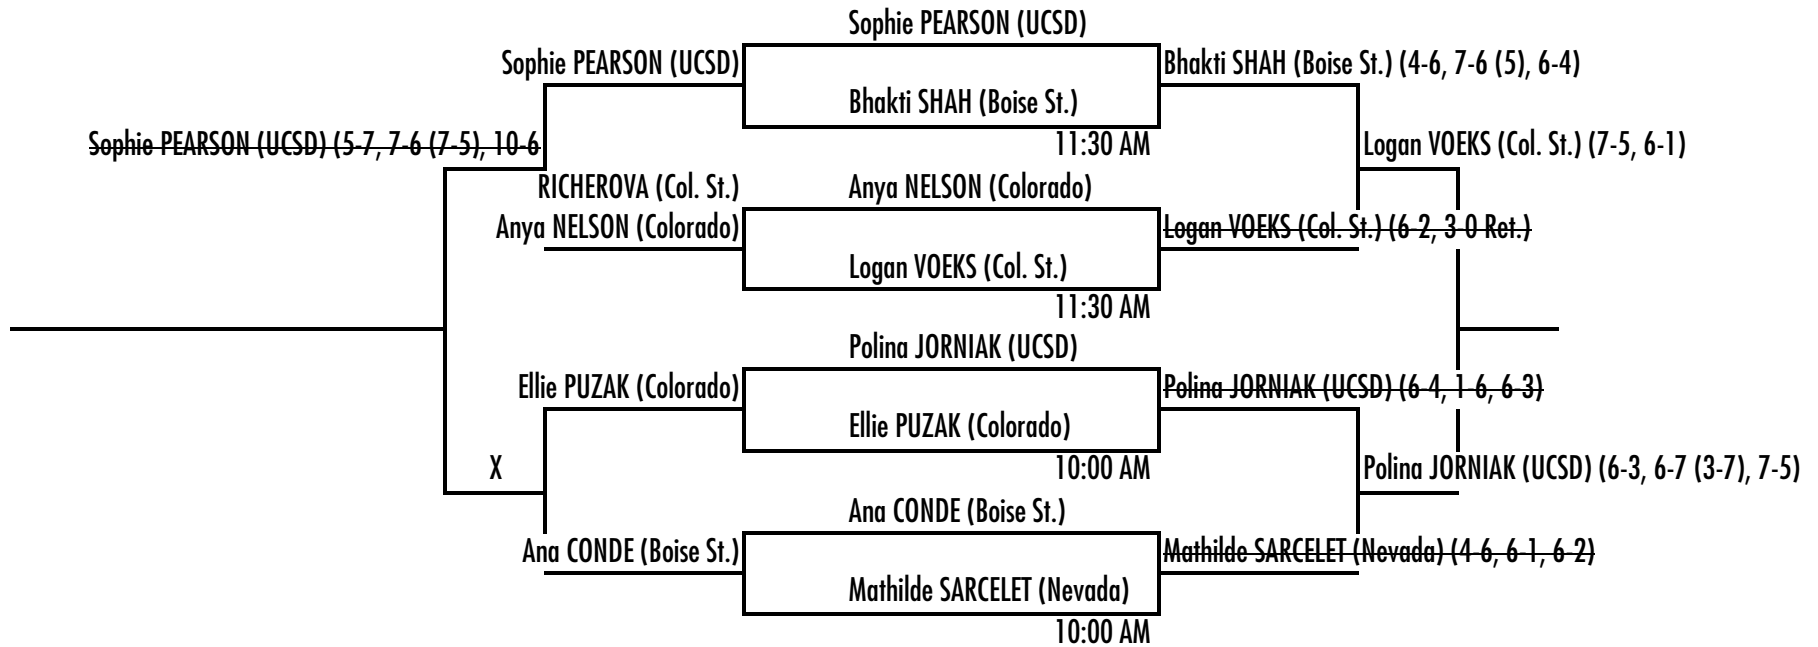 Sophie PEARSON (UCSD)
Sophie PEARSON (UCSD)
Bhakti SHAH (Boise St.) (4-6, 7-6 (5), 6-4)
Bhakti SHAH (Boise St.)
Sophie PEARSON (UCSD) (5-7, 7-6 (7-5), 10-6
11:30 AM
Logan VOEKS (Col. St.) (7-5, 6-1)
RICHEROVA (Col. St.)
Anya NELSON (Colorado)
Anya NELSON (Colorado)
Logan VOEKS (Col. St.) (6-2, 3-0 Ret.)
Logan VOEKS (Col. St.)
11:30 AM
Polina JORNIAK (UCSD)
Ellie PUZAK (Colorado)
Polina JORNIAK (UCSD) (6-4, 1-6, 6-3)
Ellie PUZAK (Colorado)
X
10:00 AM
Polina JORNIAK (UCSD) (6-3, 6-7 (3-7), 7-5)
Ana CONDE (Boise St.)
Ana CONDE (Boise St.)
Mathilde SARCELET (Nevada) (4-6, 6-1, 6-2)
Mathilde SARCELET (Nevada)
10:00 AM